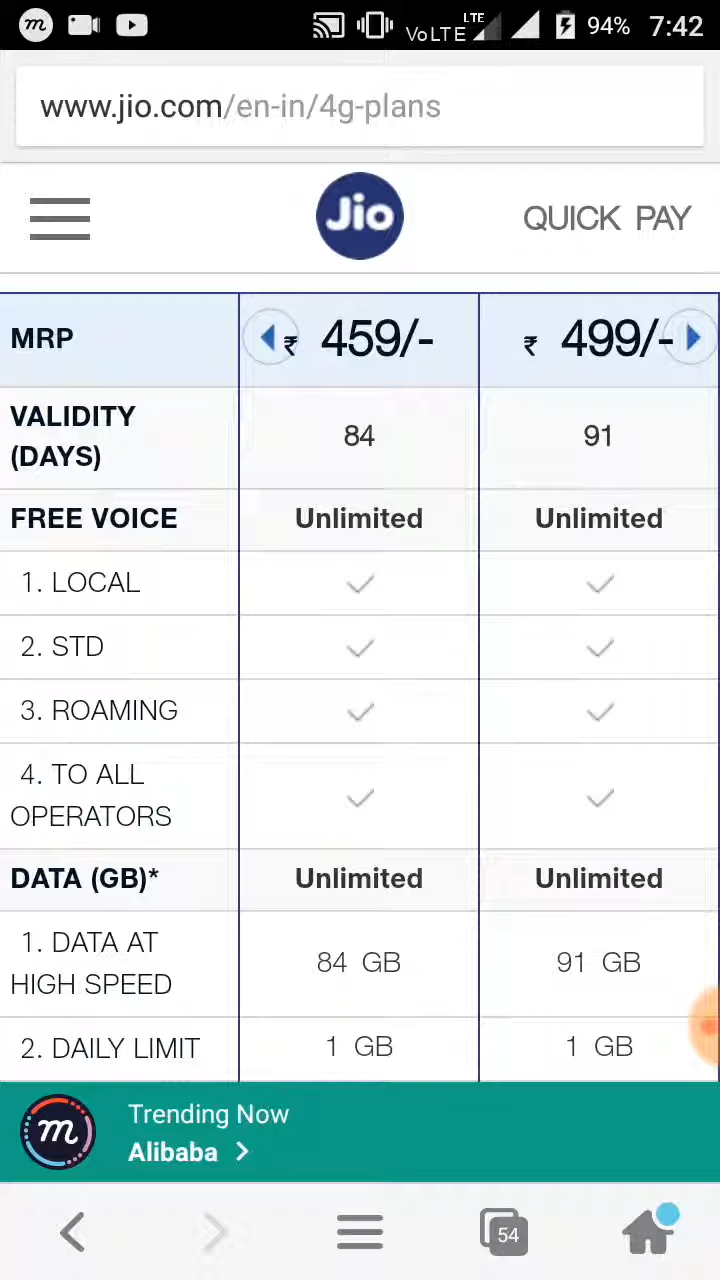 m VoLTE LTE 94% 7:42
www.jio.com/en-in/4g-plans
Jio QUICK PAY
MRP ₹ 459/- ₹ 499/-
VALIDITY
(DAYS) 84 91
FREE VOICE Unlimited Unlimited
1. LOCAL
2. STD
3. ROAMING
4. TO ALL
OPERATORS
DATA (GB)* Unlimited Unlimited
1. DATA AT
HIGH SPEED 84 GB 91 GB
2. DAILY LIMIT 1 GB 1 GB
m Trending Now
Alibaba
54